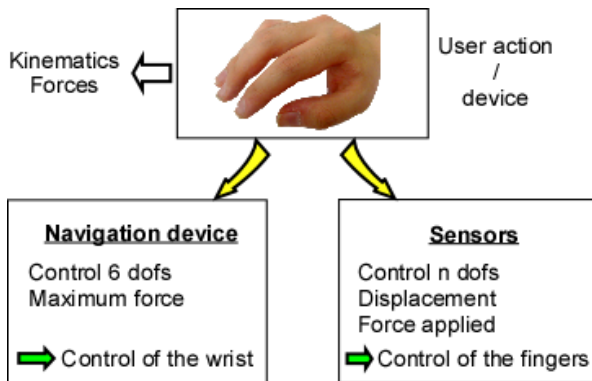 Kinematics
Forces
User action
/
device
Navigation device
Control 6 dofs
Maximum force
Control of the wrist
Sensors
Control n dofs
Displacement
Force applied
Control of the fingers